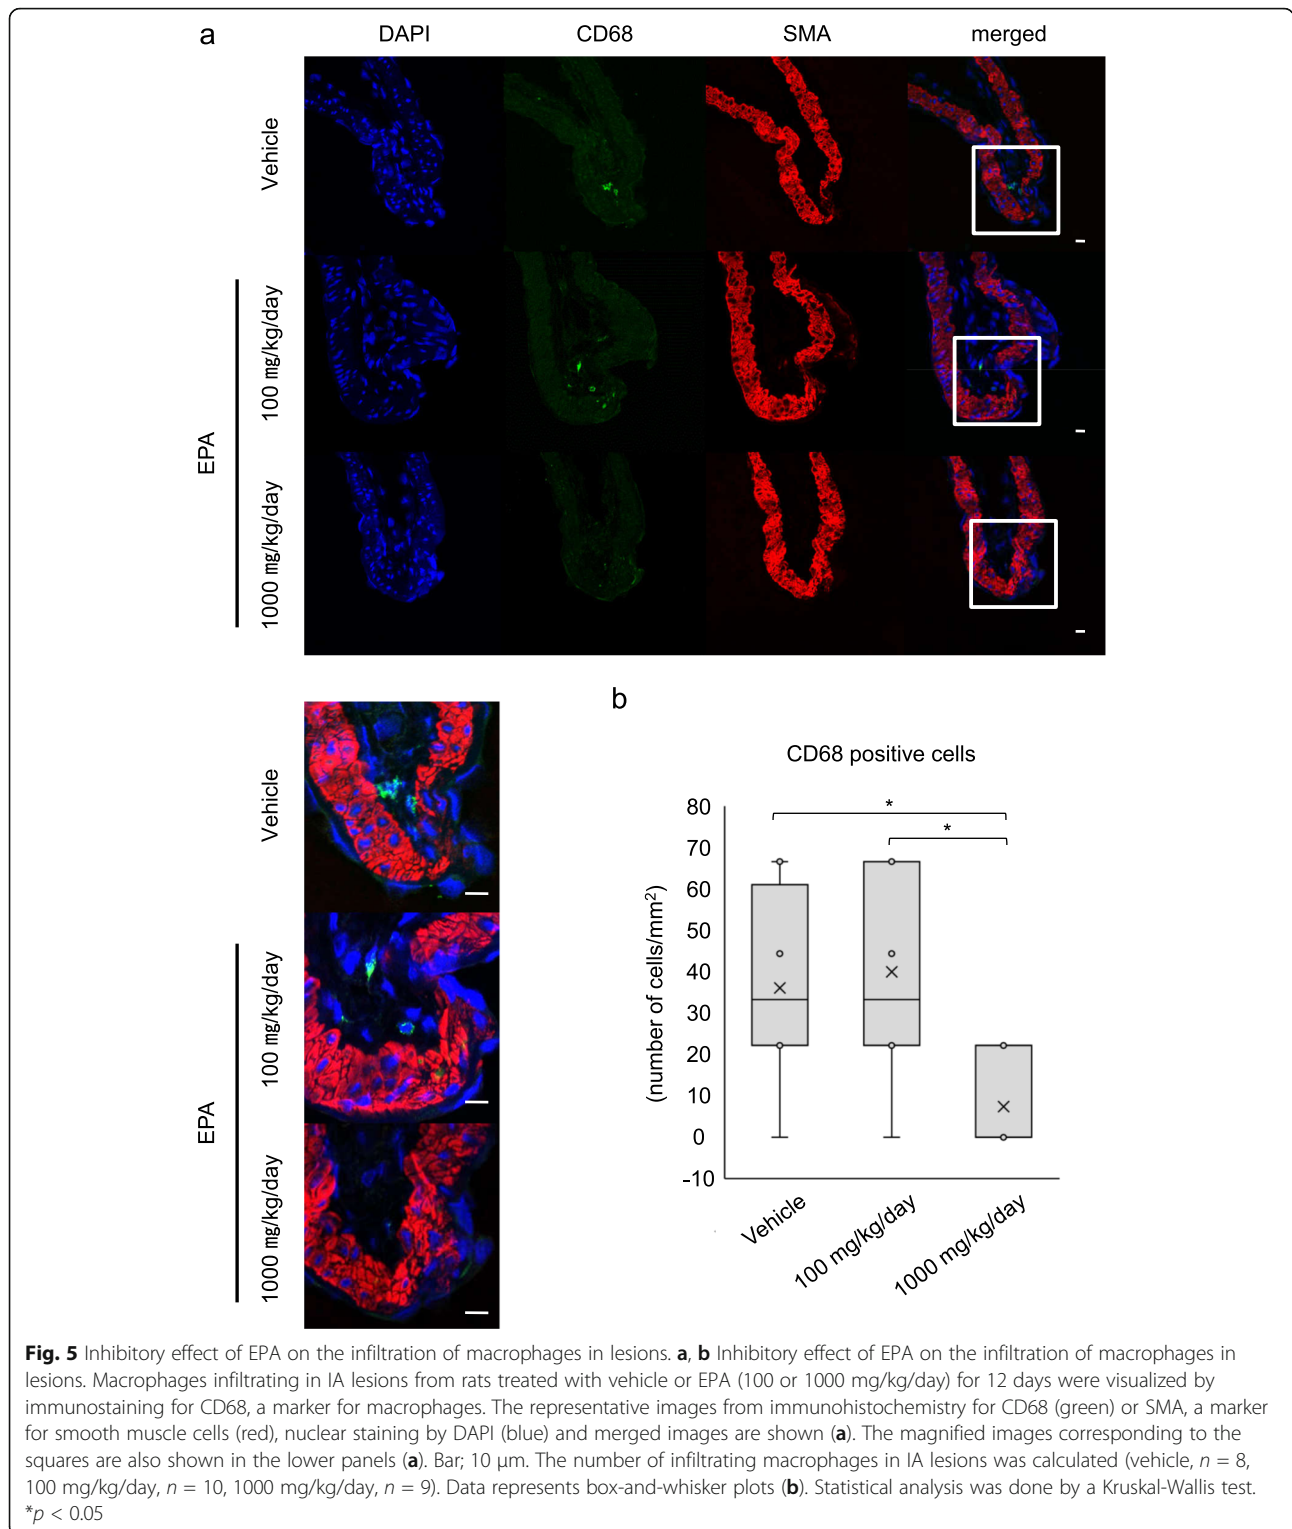 a
DAPI CD68 SMA merged
Vehicle
EPA
100 ㎎/kg/day
1000 ㎎/kg/day
Vehicle
EPA
100 ㎎/kg/day
1000 ㎎/kg/day
b
CD68 positive cells
*
*
(number of cells/mm²)
80
70
60
50
40
30
20
10
0
-10
Vehicle
100 mg/kg/day
1000 mg/kg/day
Fig. 5 Inhibitory effect of EPA on the infiltration of macrophages in lesions. a, b Inhibitory effect of EPA on the infiltration of macrophages in
lesions. Macrophages infiltrating in IA lesions from rats treated with vehicle or EPA (100 or 1000 mg/kg/day) for 12 days were visualized by
immunostaining for CD68, a marker for macrophages. The representative images from immunohistochemistry for CD68 (green) or SMA, a marker
for smooth muscle cells (red), nuclear staining by DAPI (blue) and merged images are shown (a). The magnified images corresponding to the
squares are also shown in the lower panels (a). Bar; 10 μm. The number of infiltrating macrophages in IA lesions was calculated (vehicle, n = 8,
100 mg/kg/day, n = 10, 1000 mg/kg/day, n = 9). Data represents box-and-whisker plots (b). Statistical analysis was done by a Kruskal-Wallis test.
*p < 0.05